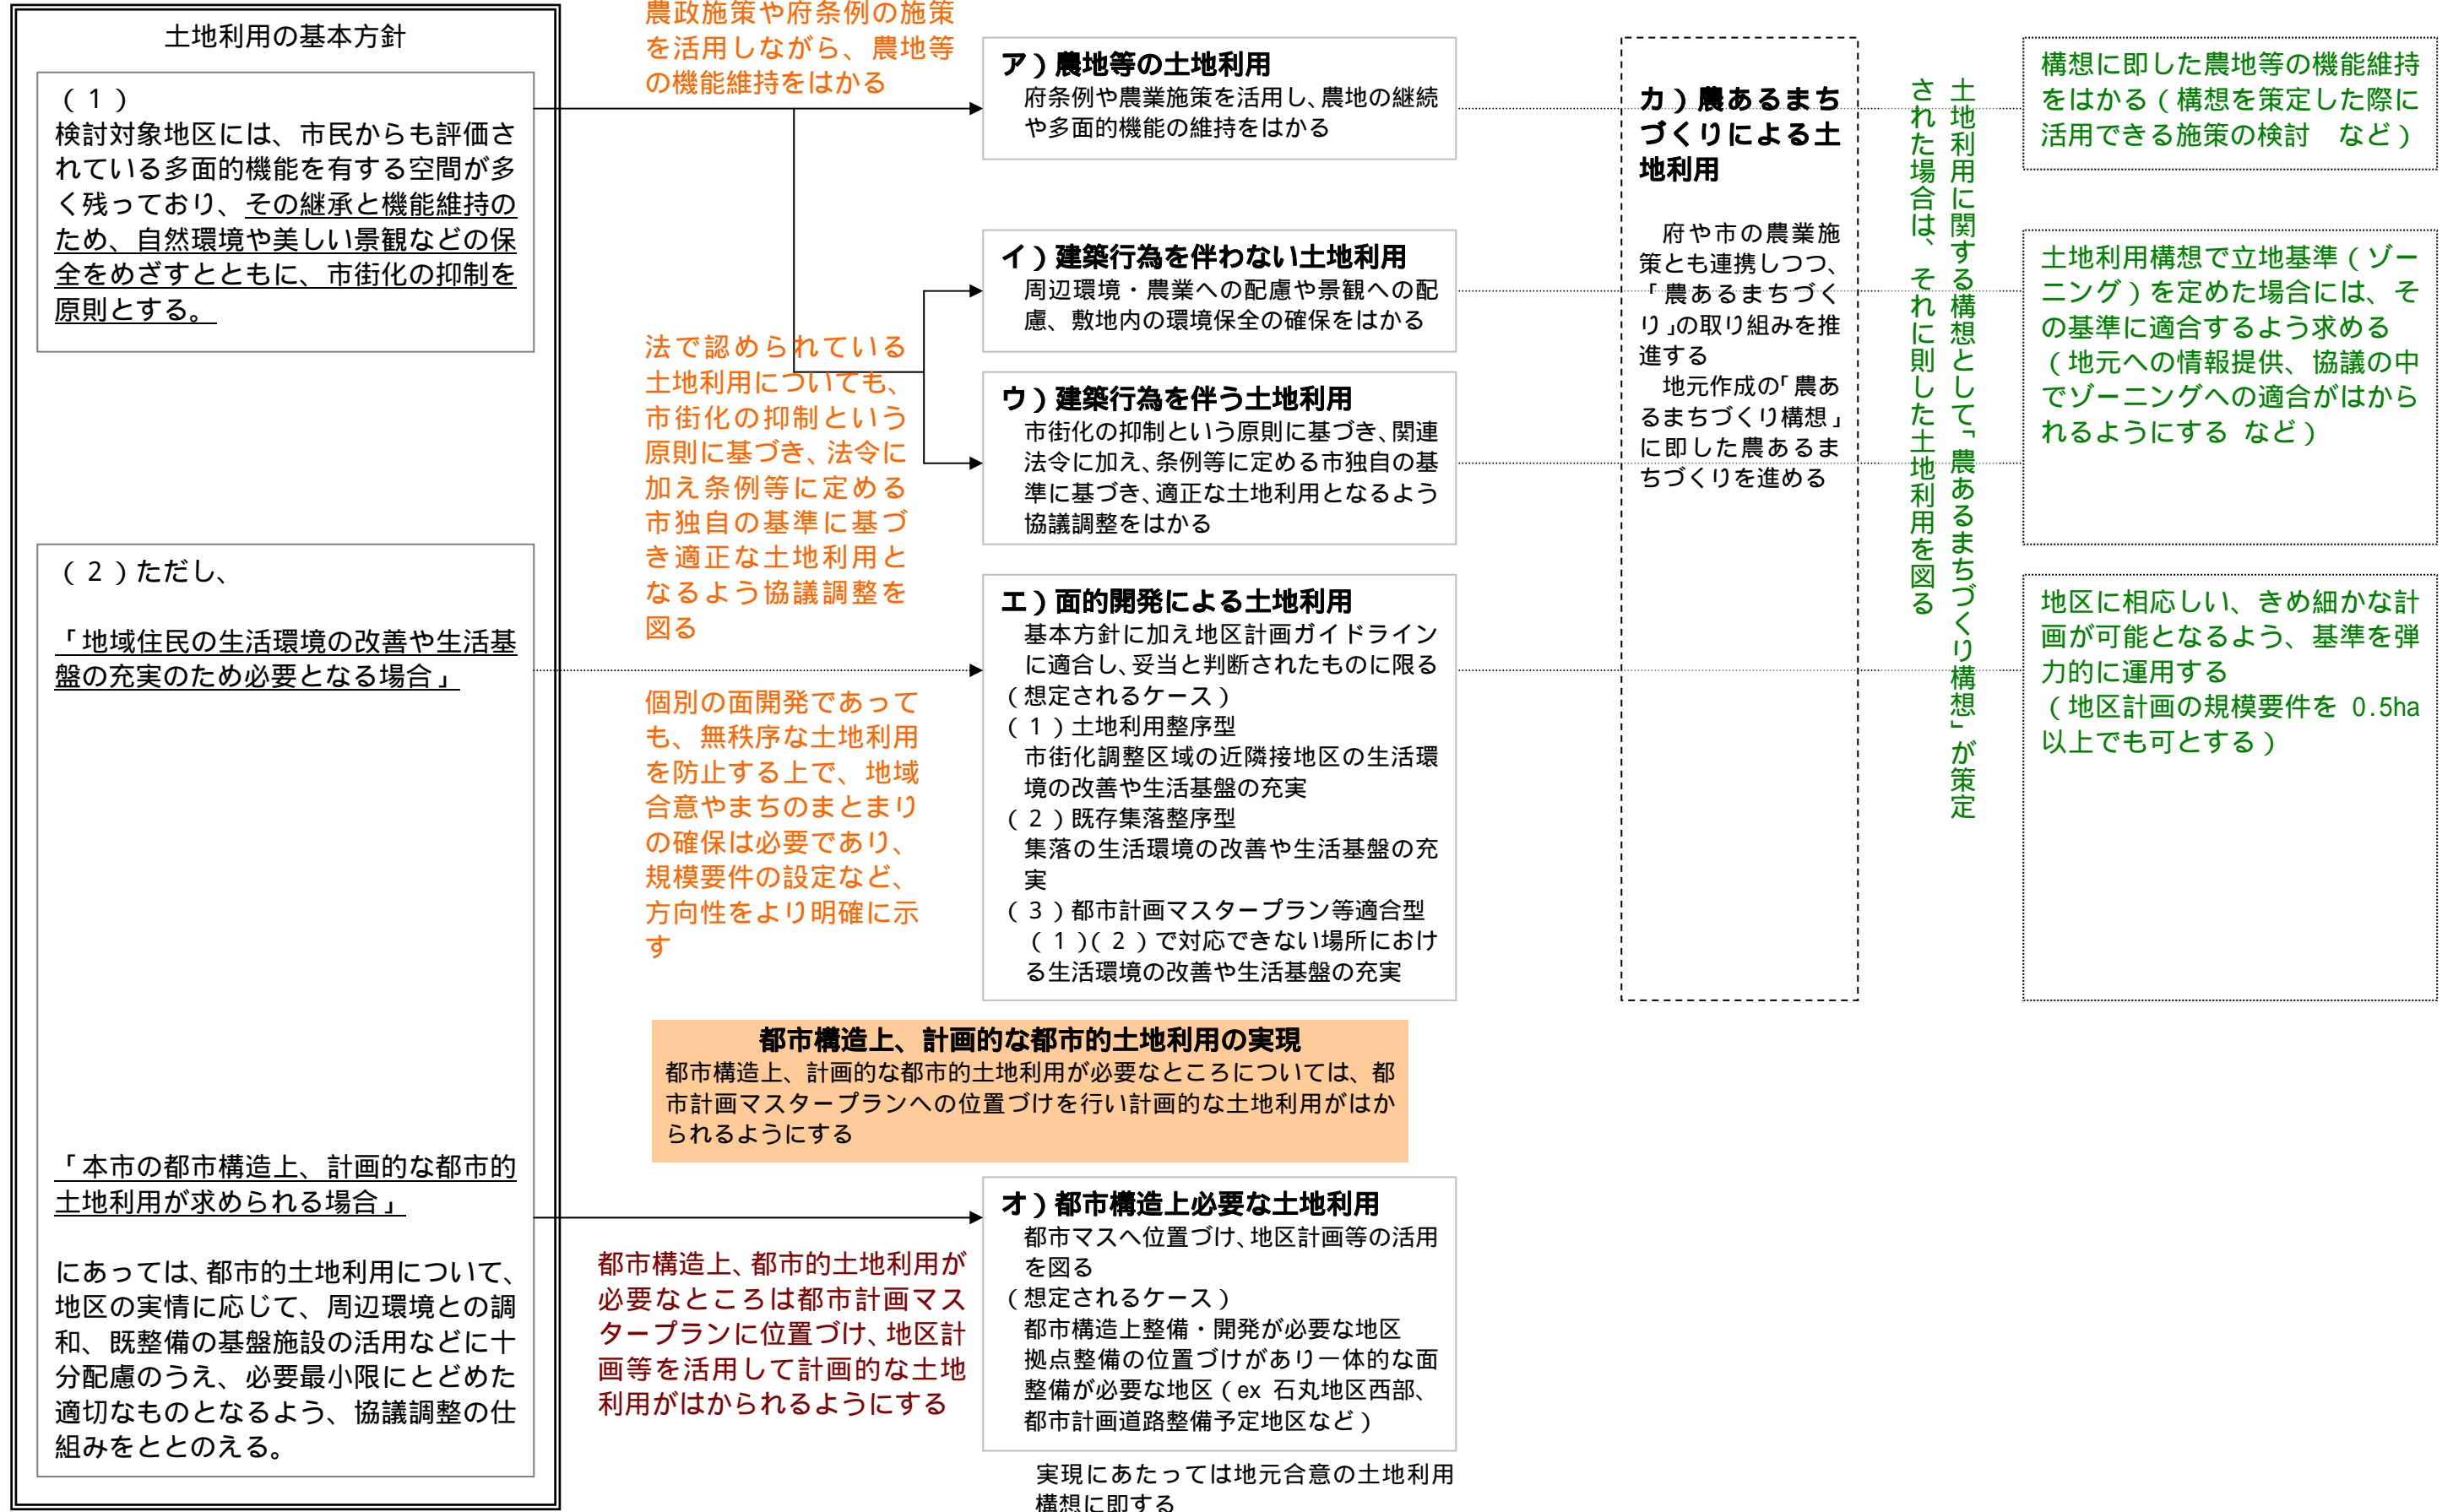 土地利用の基本方針
（１）
検討対象地区には、市民からも評価さ
れている多面的機能を有する空間が多
く残っており、その継承と機能維持の
ため、自然環境や美しい景観などの保
全をめざすとともに、市街化の抑制を
原則とする。
（２）ただし、
「地域住民の生活環境の改善や生活基
盤の充実のため必要となる場合」
「本市の都市構造上、計画的な都市的
土地利用が求められる場合」
にあっては、都市的土地利用について、
地区の実情に応じて、周辺環境との調
和、既整備の基盤施設の活用などに十
分配慮のうえ、必要最小限にとどめた
適切なものとなるよう、協議調整の仕
組みをととのえる。
農政施策や府条例の施策
を活用しながら、農地等
の機能維持をはかる
法で認められている
土地利用についても、
市街化の抑制という
原則に基づき、法令に
加え条例等に定める
市独自の基準に基づ
き適正な土地利用と
なるよう協議調整を
図る
個別の面開発であって
も、無秩序な土地利用
を防止する上で、地域
合意やまちのまとまり
の確保は必要であり、
規模要件の設定など、
方向性をより明確に示
す
ア）農地等の土地利用
府条例や農業施策を活用し、農地の継続
や多面的機能の維持をはかる
イ）建築行為を伴わない土地利用
周辺環境・農業への配慮や景観への配
慮、敷地内の環境保全の確保をはかる
ウ）建築行為を伴う土地利用
市街化の抑制という原則に基づき、関連
法令に加え、条例等に定める市独自の基
準に基づき、適正な土地利用となるよう
協議調整をはかる
エ）面的開発による土地利用
基本方針に加え地区計画ガイドライン
に適合し、妥当と判断されたものに限る
（想定されるケース）
（１）土地利用整序型
市街化調整区域の近隣接地区の生活環
境の改善や生活基盤の充実
（２）既存集落整序型
集落の生活環境の改善や生活基盤の充
実
（３）都市計画マスタープラン等適合型
（１）（２）で対応できない場所におけ
る生活環境の改善や生活基盤の充実
都市構造上、計画的な都市的土地利用の実現
都市構造上、計画的な都市的土地利用が必要なところについては、都
市計画マスタープランへの位置づけを行い計画的な土地利用がはか
られるようにする
都市構造上、都市的土地利用が
必要なところは都市計画マス
タープランに位置づけ、地区計
画等を活用して計画的な土地
利用がはかられるようにする
オ）都市構造上必要な土地利用
都市マスへ位置づけ、地区計画等の活用
を図る
（想定されるケース）
都市構造上整備・開発が必要な地区
拠点整備の位置づけがあり一体的な面
整備が必要な地区（ex 石丸地区西部、
都市計画道路整備予定地区など）
実現にあたっては地元合意の土地利用
構想に即する
カ）農あるまち
づくりによる土
地利用
府や市の農業施
策とも連携しつつ、
「農あるまちづく
り」の取り組みを推
進する
地元作成の「農あ
るまちづくり構想」
に即した農あるま
ちづくりを進める
土地利用に関する構想として「農あるまちづくり構想」が策定
された場合は、それに則した土地利用を図る
構想に即した農地等の機能維持
をはかる（構想を策定した際に
活用できる施策の検討　など）
土地利用構想で立地基準（ゾー
ニング）を定めた場合には、そ
の基準に適合するよう求める
（地元への情報提供、協議の中
でゾーニングへの適合がはから
れるようにする など）
地区に相応しい、きめ細かな計
画が可能となるよう、基準を弾
力的に運用する
（地区計画の規模要件を 0.5ha
以上でも可とする）